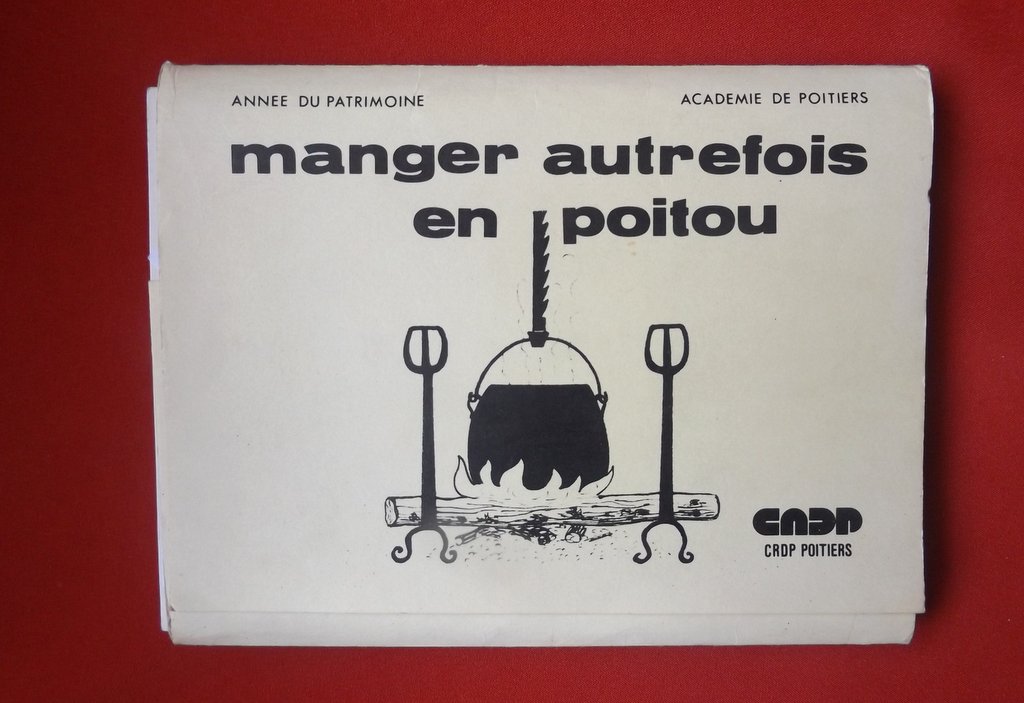 ANNEE DU PATRIMOINE
ACADEMIE DE POITIERS
manger autrefois
en poitou
CNDP
CRDP POITIERS